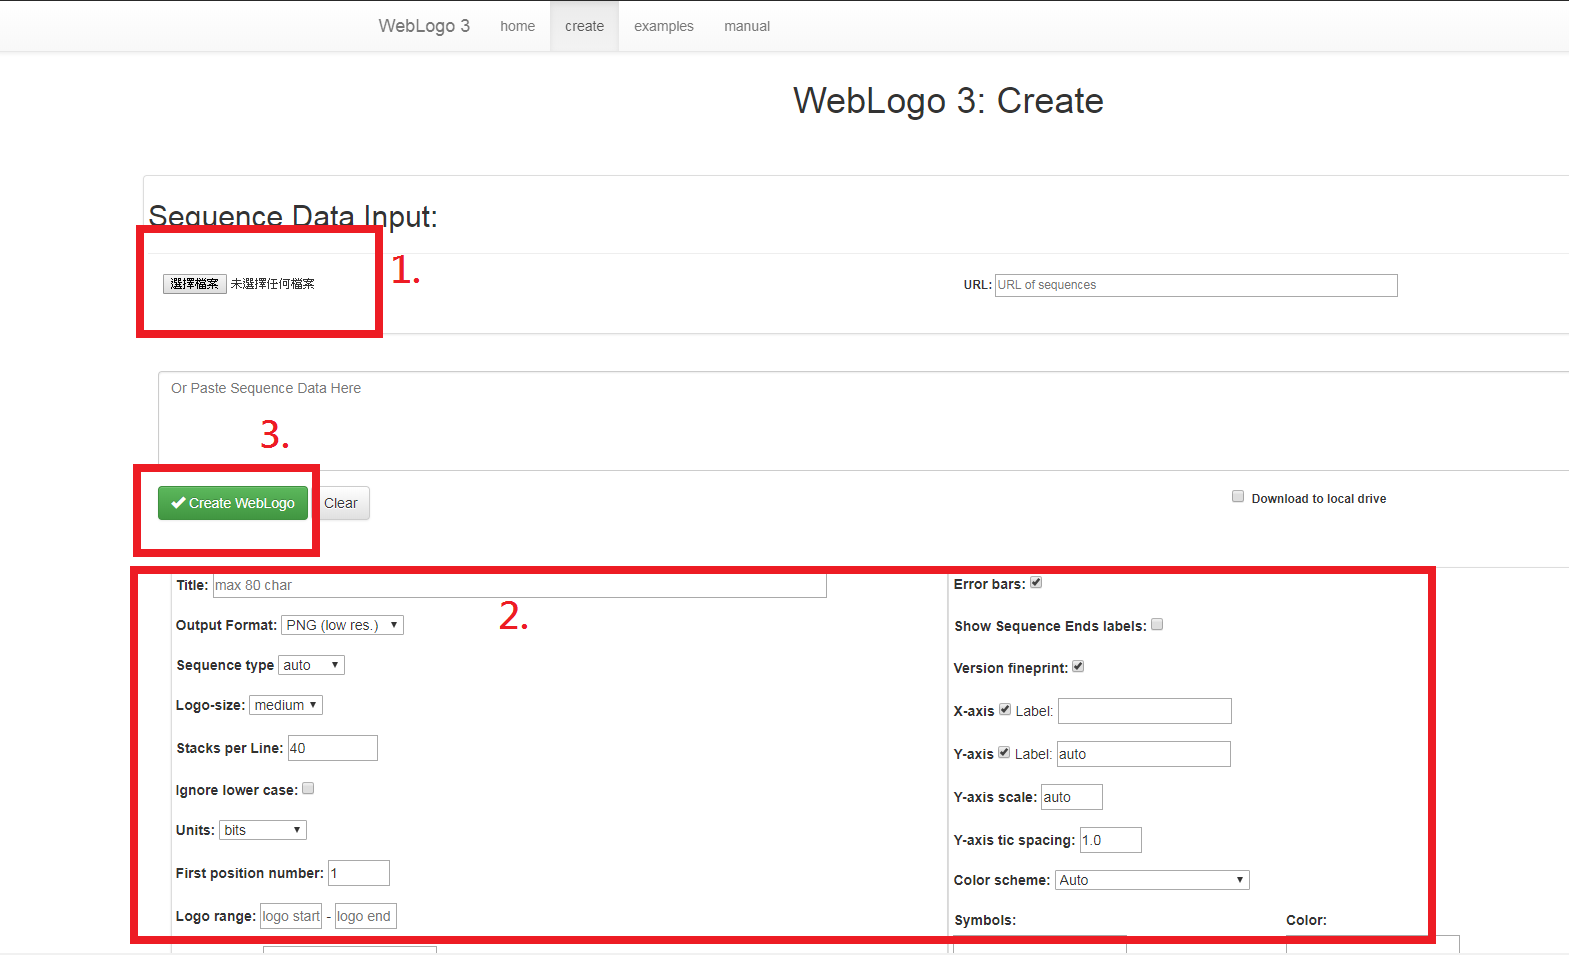 WebLogo 3 home create examples manual
WebLogo 3: Create
Sequence Data Input:
1.
選擇檔案 未選擇任何檔案
URL: URL of sequences
Or Paste Sequence Data Here
3.
Create WebLogo Clear
Download to local drive
2.
Title: max 80 char
Output Format: PNG (low res.)
Sequence type auto
Logo-size: medium
Stacks per Line: 40
Ignore lower case:
Units: bits
First position number: 1
Logo range: logo start - logo end
Error bars:
Show Sequence Ends labels:
Version fineprint:
X-axis Label:
Y-axis Label: auto
Y-axis scale: auto
Y-axis tic spacing: 1.0
Color scheme: Auto
Symbols: Color: